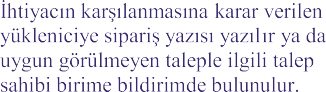 İhtiyacın karşılanmasına karar verilen
yükleniciye sipariş yazısı yazılır ya da
uygun görülmeyen taleple ilgili talep
sahibi birime bildirimde bulunulur.